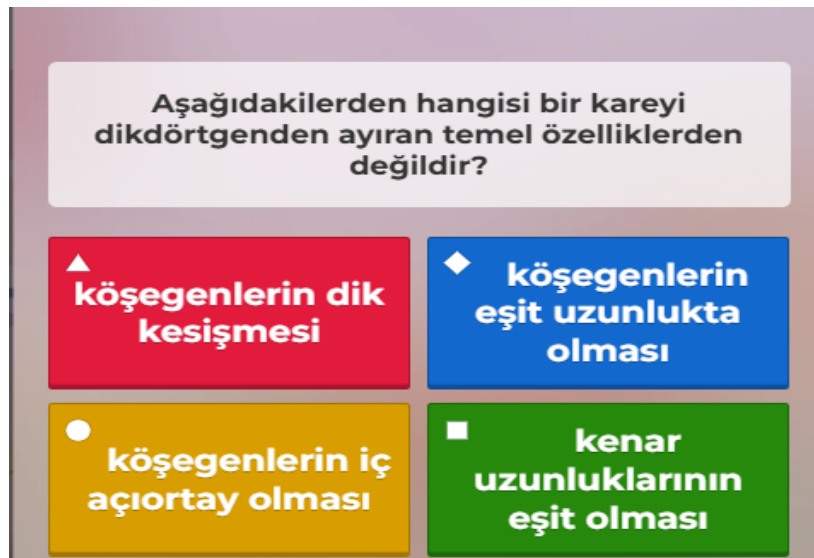 Aşağıdakilerden hangisi bir kareyi
dikdörtgenden ayıran temel özelliklerden
değildir?
köşegenlerin dik
kesişmesi
köşegenlerin
eşit uzunlukta
olması
köşegenlerin iç
açıortay olması
kenar
uzunluklarının
eşit olması